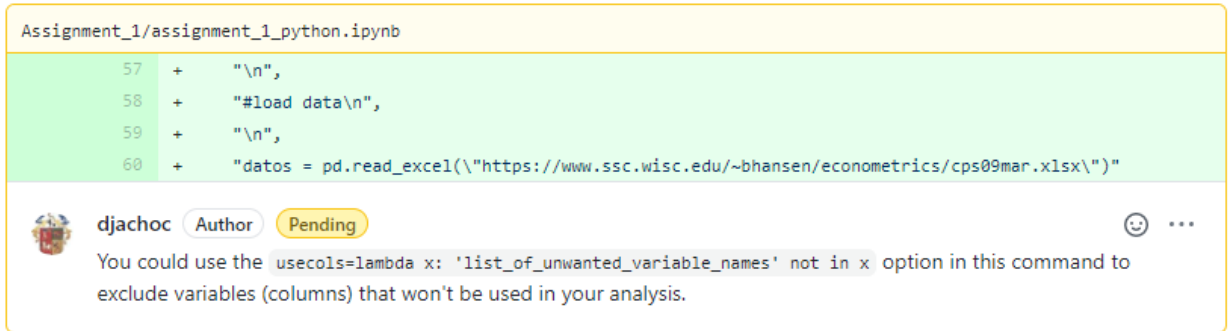 Assignment_1/assignment_1_python.ipynb
57 + "\n",
58 + "#load data\n",
59 + "\n",
60 + "datos = pd.read_excel(\"https://www.ssc.wisc.edu/~bhansen/econometrics/cps09mar.xlsx\")"
djachoc Author Pending
You could use the usecols=lambda x: 'list_of_unwanted_variable_names' not in x option in this command to
exclude variables (columns) that won't be used in your analysis.